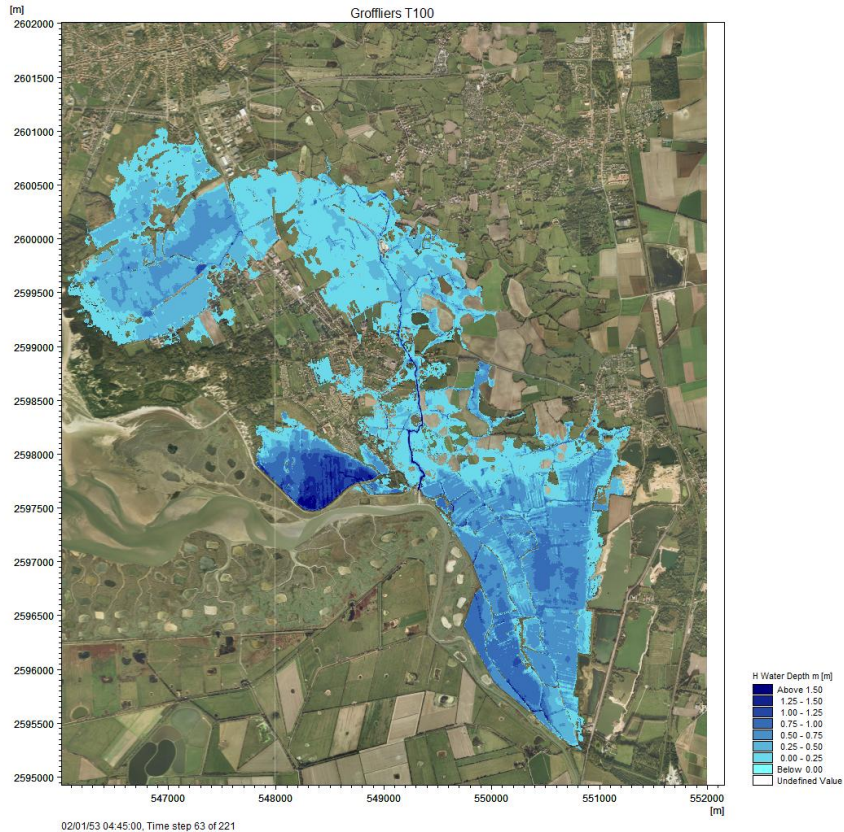 [m]
Groffliers T100
2602000
2601500
2601000
2600500
2600000
2599500
2599000
2598500
2598000
2597500
2597000
2596500
2596000
2595500
2595000
547000 548000 549000 550000 551000 552000
[m]
H Water Depth m [m]
Above 1.50
1.25 - 1.50
1.00 - 1.25
0.75 - 1.00
0.50 - 0.75
0.25 - 0.50
0.00 - 0.25
Below 0.00
Undefined Value
02/01/53 04:45:00, Time step 63 of 221